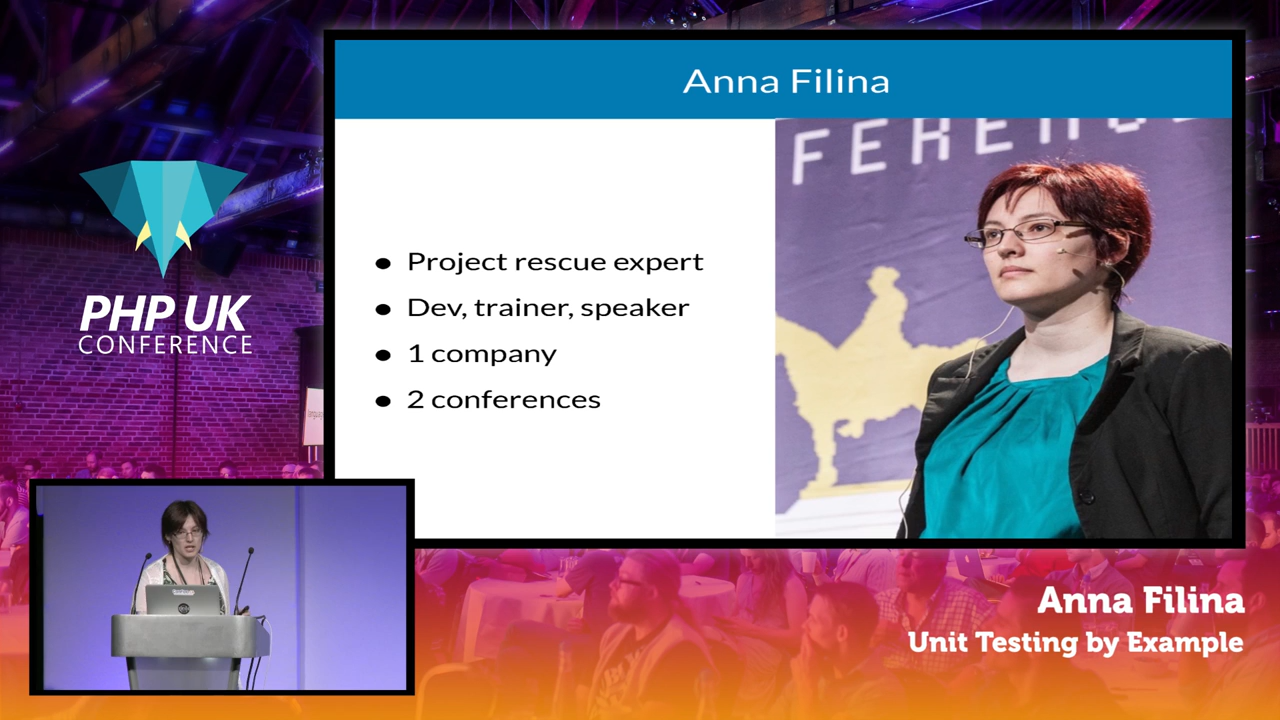 Anna Filina
FERENC
Project rescue expert
Dev, trainer, speaker
1 company
2 conferences
PHP UK
CONFERENCE
Anna Filina
Unit Testing by Example